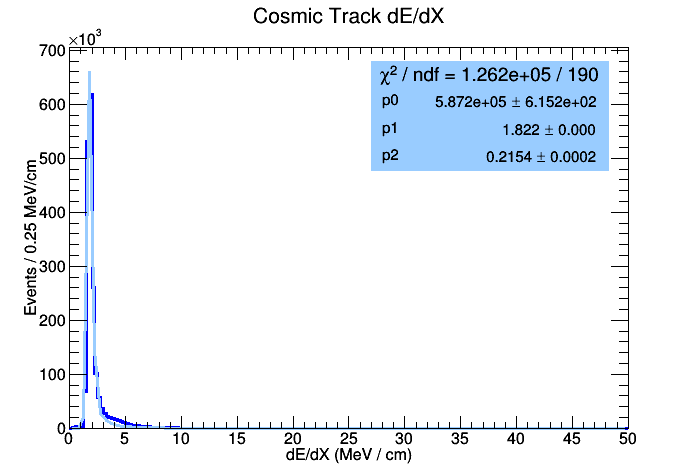 Cosmic Track dE/dX
×10³
700
600
500
400
300
200
100
0
Events / 0.25 MeV/cm
χ² / ndf = 1.262e+05 / 190
p0 5.872e+05 ± 6.152e+02
p1 1.822 ± 0.000
p2 0.2154 ± 0.0002
0 5 10 15 20 25 30 35 40 45 50
dE/dX (MeV / cm)